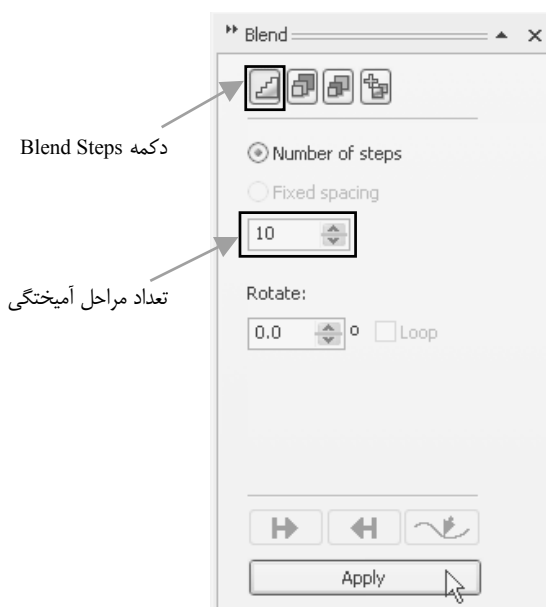 Blend
دکمه Blend Steps
Number of steps
Fixed spacing
10
تعداد مراحل آمیختگی
Rotate:
0.0 º Loop
Apply